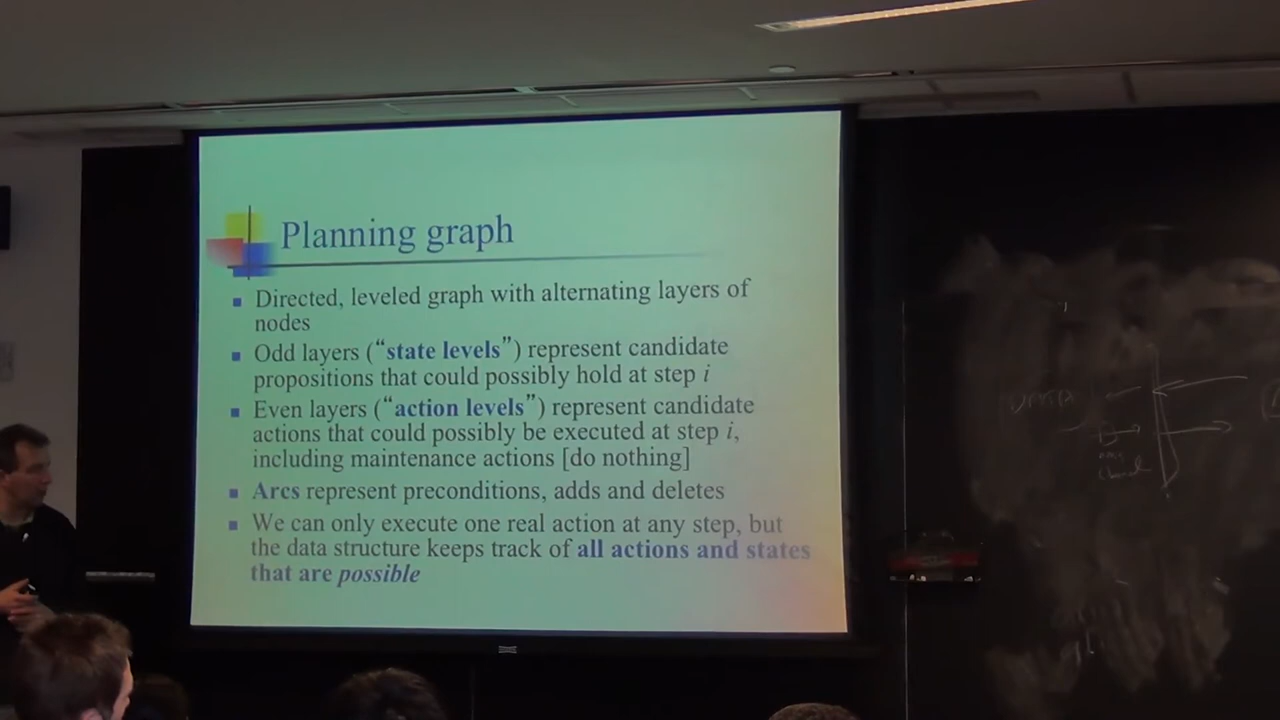 Planning graph
Directed, leveled graph with alternating layers of
nodes
Odd layers (“state levels”) represent candidate
propositions that could possibly hold at step i
Even layers (“action levels”) represent candidate
actions that could possibly be executed at step i,
including maintenance actions [do nothing]
Arcs represent preconditions, adds and deletes
We can only execute one real action at any step, but
the data structure keeps track of all actions and states
that are possible